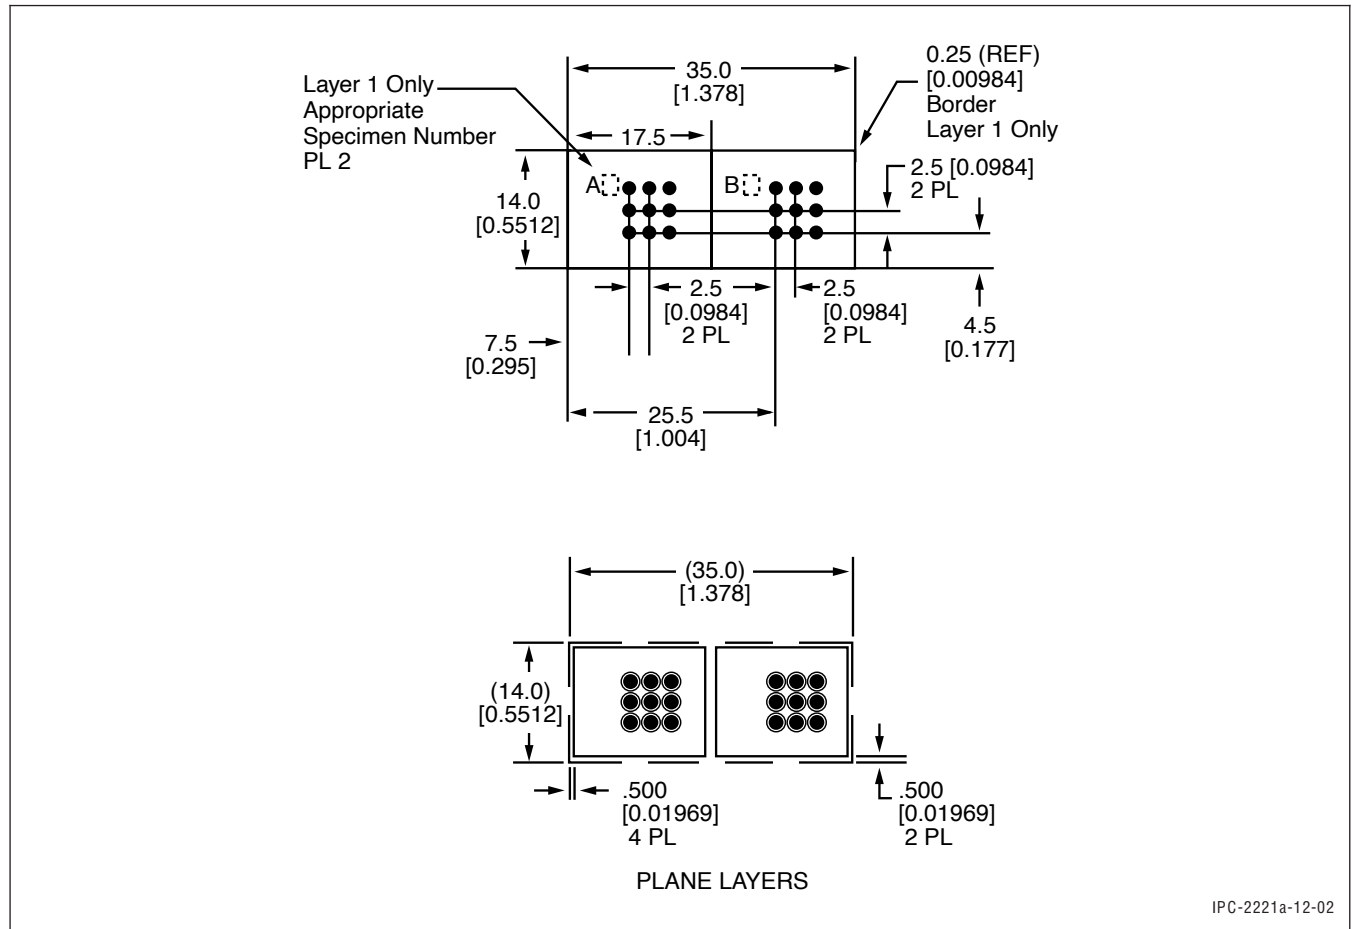 Layer 1 Only
Appropriate
Specimen Number
PL 2
35.0
[1.378]
0.25 (REF)
[0.00984]
Border
Layer 1 Only
17.5
2.5 [0.0984]
2 PL
A
B
14.0
[0.5512]
2.5
[0.0984]
2 PL
2.5
[0.0984]
2 PL
4.5
[0.177]
7.5
[0.295]
25.5
[1.004]
(35.0)
[1.378]
(14.0)
[0.5512]
.500
[0.01969]
4 PL
.500
[0.01969]
2 PL
PLANE LAYERS
IPC-2221a-12-02